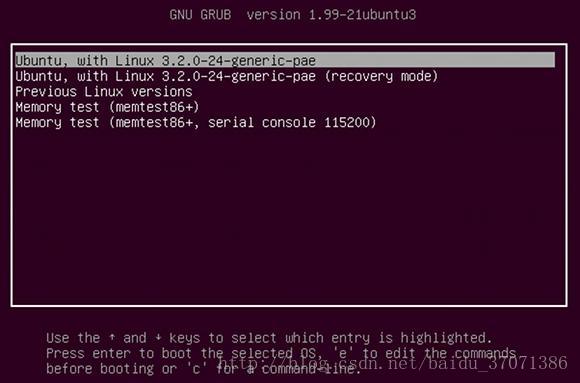 GNU GRUB  version 1.99-21ubuntu3
Ubuntu, with Linux 3.2.0-24-generic-pae
Ubuntu, with Linux 3.2.0-24-generic-pae (recovery mode)
Previous Linux versions
Memory test (memtest86+)
Memory test (memtest86+, serial console 115200)
Use the ↑ and ↓ keys to select which entry is highlighted.
Press enter to boot the selected OS, 'e' to edit the commands
before booting or 'c' for a command-line.
http://blog.csdn.net/baidu_37071386